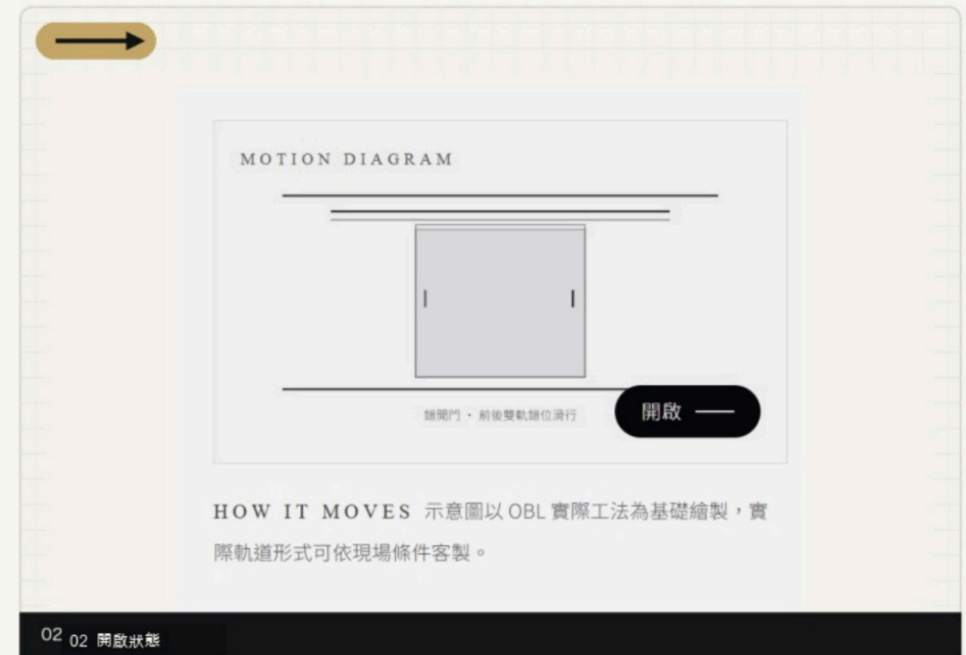 MOTION DIAGRAM
錯開門 · 前後雙軌錯位滑行
開啟
HOW IT MOVES 示意圖以 OBL 實際工法為基礎繪製，實
際軌道形式可依現場條件客製。
02 02 開啟狀態